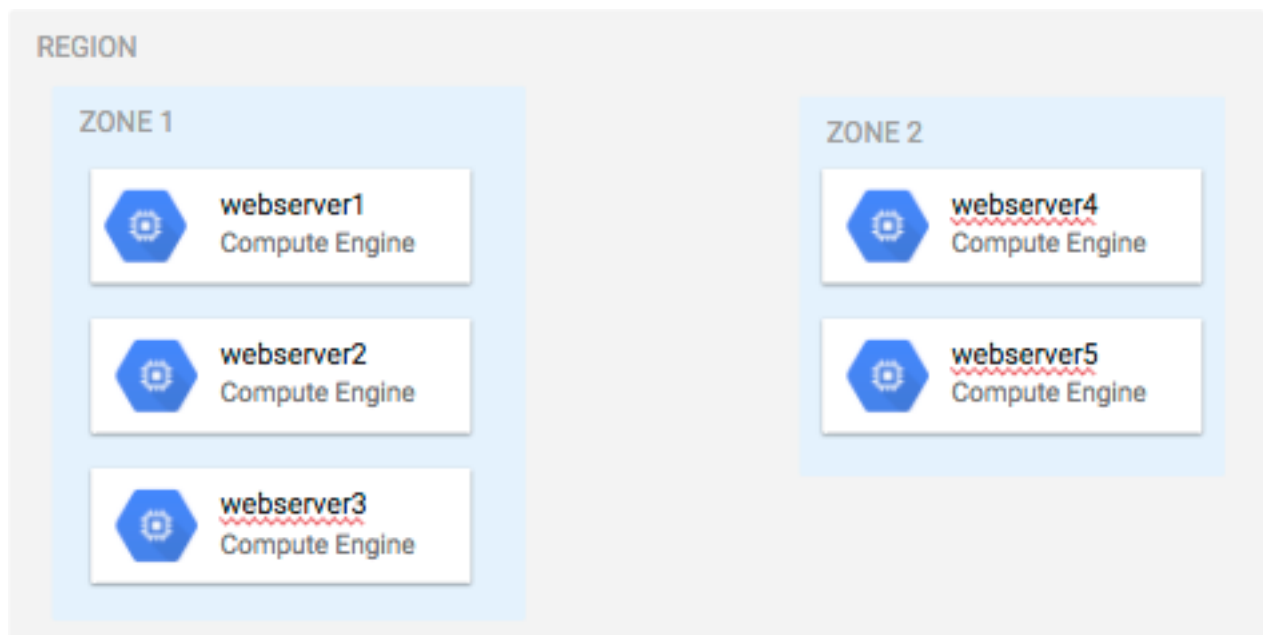 REGION
ZONE 1
webserver1
Compute Engine
webserver2
Compute Engine
webserver3
Compute Engine
ZONE 2
webserver4
Compute Engine
webserver5
Compute Engine